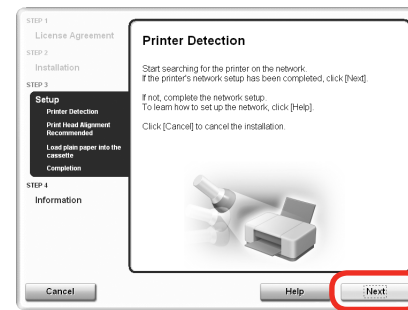 STEP 1
License Agreement
STEP 2
Installation
STEP 3
Setup
Printer Detection
Print Head Alignment
Recommended
Load plain paper into the
cassette
Completion
STEP 4
Information
Printer Detection
Start searching for the printer on the network.
If the printer's network setup has been completed, click [Next].
If not, complete the network setup.
To learn how to set up the network, click [Help].
Click [Cancel] to cancel the installation.
Cancel
Help
Next